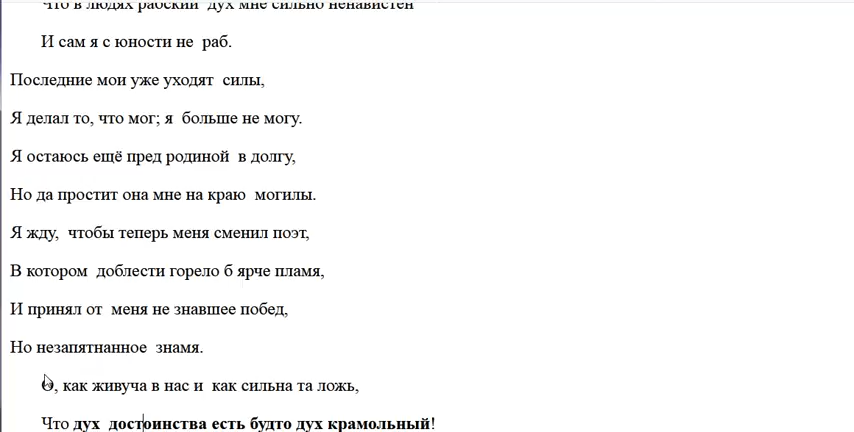 Что в людях рабский дух мне сильно ненавистен
И сам я с юности не раб.
Последние мои уже уходят силы,
Я делал то, что мог; я больше не могу.
Я остаюсь ещё пред родиной в долгу,
Но да простит она мне на краю могилы.
Я жду, чтобы теперь меня сменил поэт,
В котором доблести горело б ярче пламя,
И принял от меня не знавшее побед,
Но незапятнанное знамя.
О, как живуча в нас и как сильна та ложь,
Что дух достоинства есть будто дух крамольный!